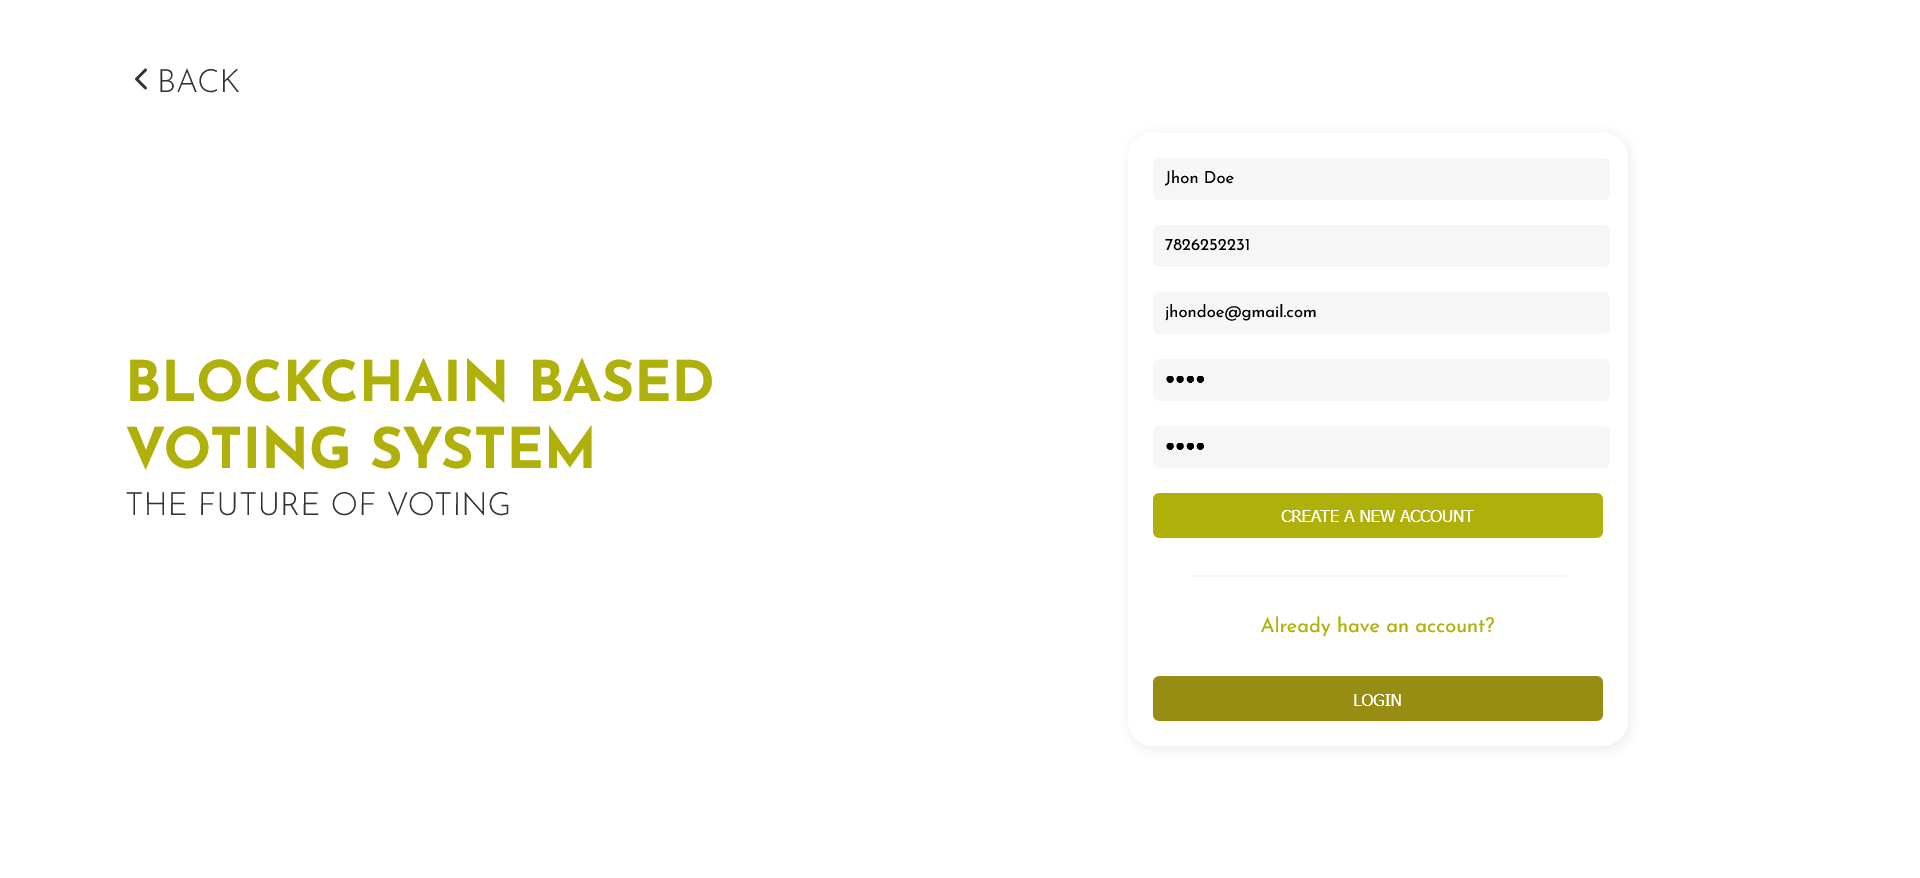 BACK
BLOCKCHAIN BASED
VOTING SYSTEM
THE FUTURE OF VOTING
Jhon Doe
7826252231
jhondoe@gmail.com
••••
••••
CREATE A NEW ACCOUNT
Already have an account?
LOGIN